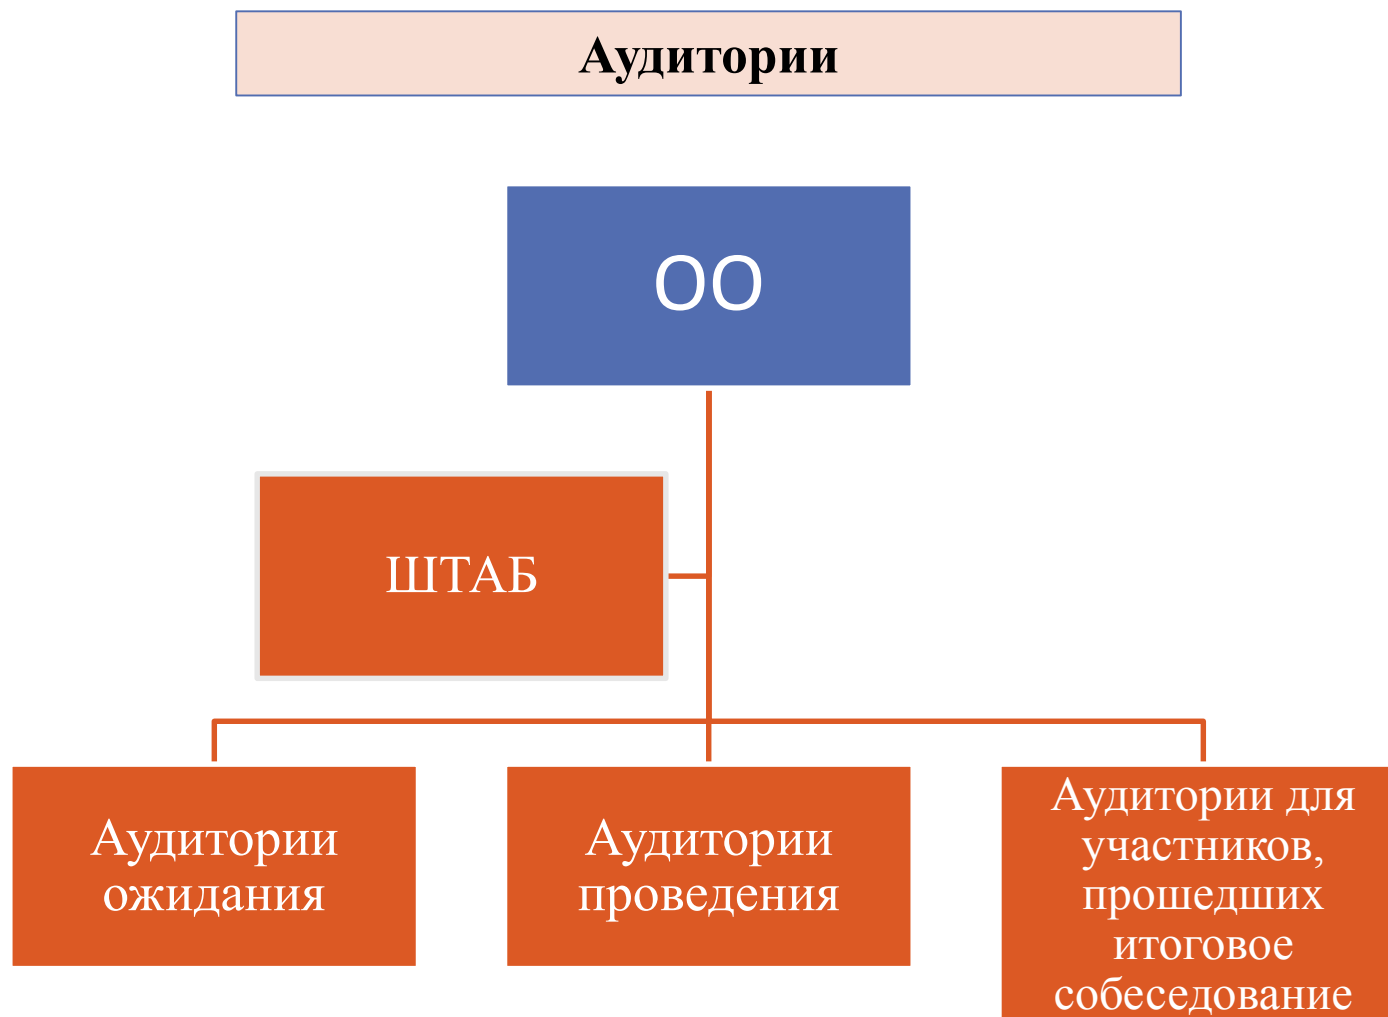 Аудитории
ОО
ШТАБ
Аудитории
ожидания
Аудитории
проведения
Аудитории для
участников,
прошедших
итоговое
собеседование